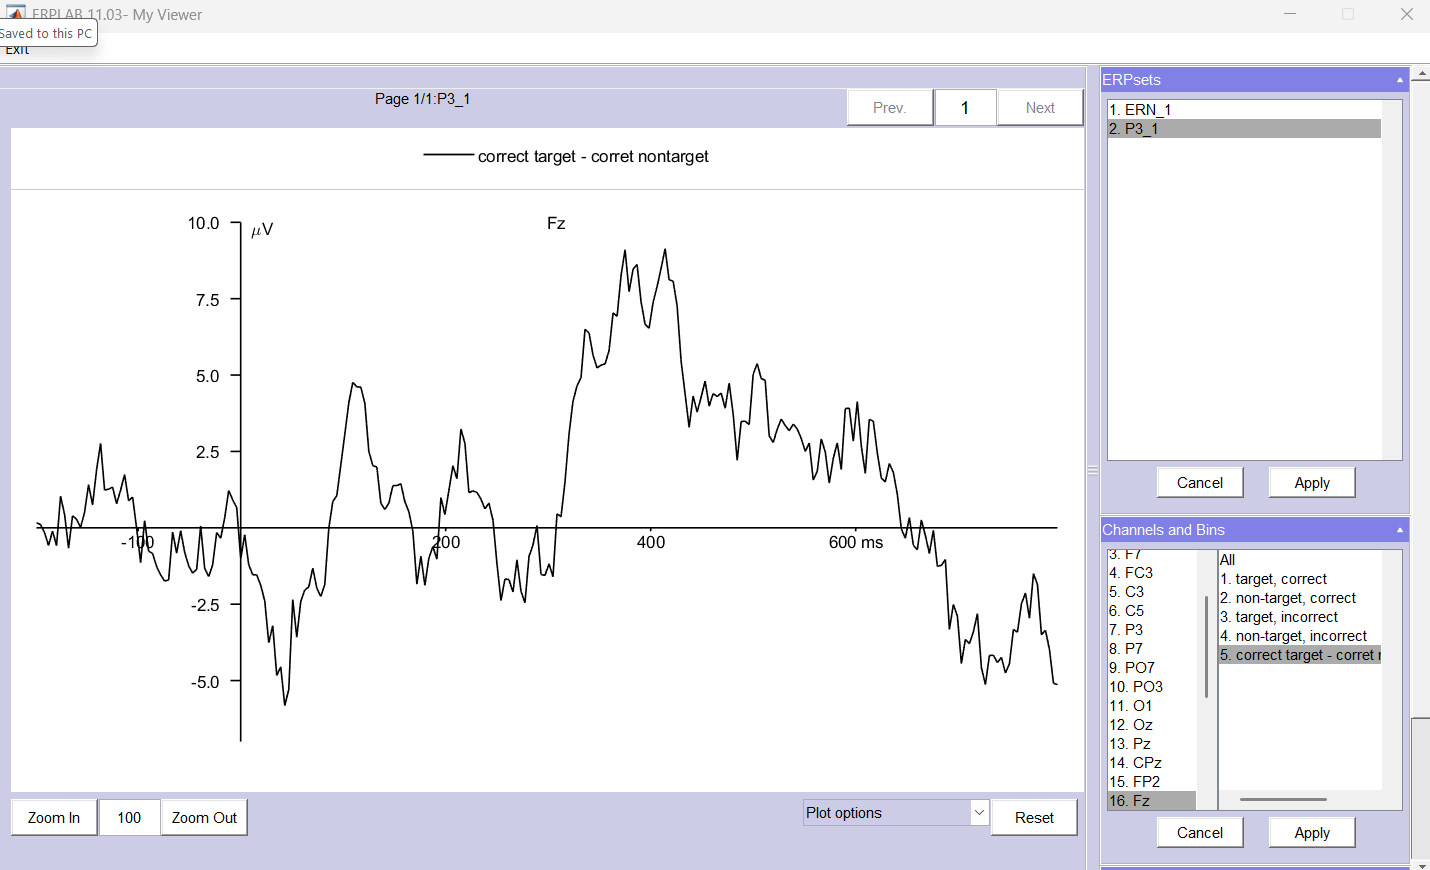 ERPLAB 11.03- My Viewer
Saved to this PC
Exit
Page 1/1:P3_1
Prev.
1
Next
correct target - corret nontarget
10.0
µV
Fz
7.5
5.0
2.5
-100
200
400
600 ms
-2.5
-5.0
Zoom In
100
Zoom Out
Plot options
Reset
ERPsets
1. ERN_1
2. P3_1
Cancel
Apply
Channels and Bins
3. F7
4. FC3
5. C3
6. C5
7. P3
8. P7
9. PO7
10. PO3
11. O1
12. Oz
13. Pz
14. CPz
15. FP2
16. Fz
All
1. target, correct
2. non-target, correct
3. target, incorrect
4. non-target, incorrect
5. correct target - corret
Cancel
Apply